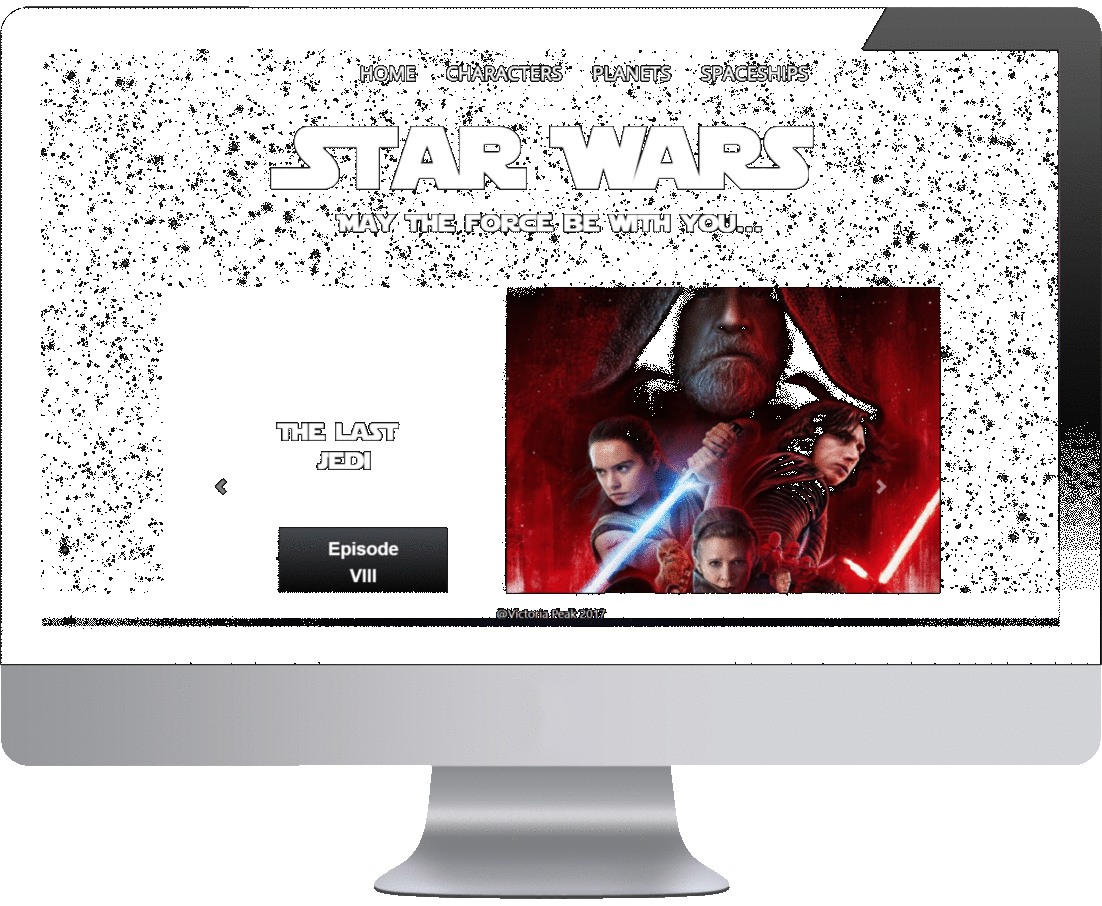 HOME CHARACTERS PLANETS SPACESHIPS
STAR WARS
MAY THE FORCE BE WITH YOU...
THE LAST
JEDI
Episode
VIII
@Victoria Peak 2017